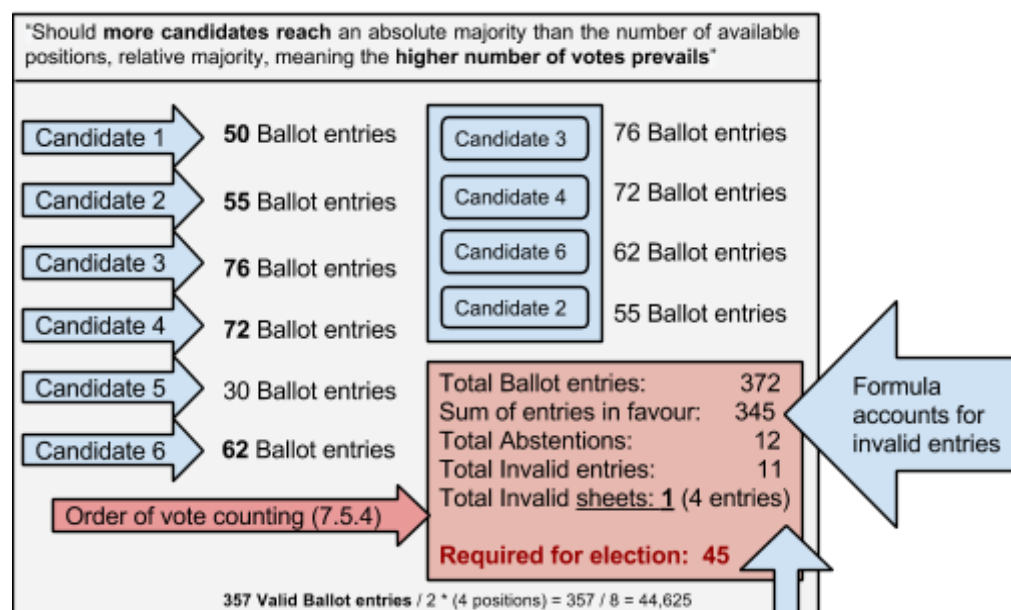 "Should more candidates reach an absolute majority than the number of available
positions, relative majority, meaning the higher number of votes prevails"
Candidate 1
50 Ballot entries
Candidate 2
55 Ballot entries
Candidate 3
76 Ballot entries
Candidate 4
72 Ballot entries
Candidate 5
30 Ballot entries
Candidate 6
62 Ballot entries
Candidate 3
76 Ballot entries
Candidate 4
72 Ballot entries
Candidate 6
62 Ballot entries
Candidate 2
55 Ballot entries
Total Ballot entries: 372
Sum of entries in favour: 345
Total Abstentions: 12
Total Invalid entries: 11
Total Invalid sheets: 1 (4 entries)
Required for election: 45
Formula
accounts for
invalid entries
Order of vote counting (7.5.4)
357 Valid Ballot entries / 2 * (4 positions) = 357 / 8 = 44,625